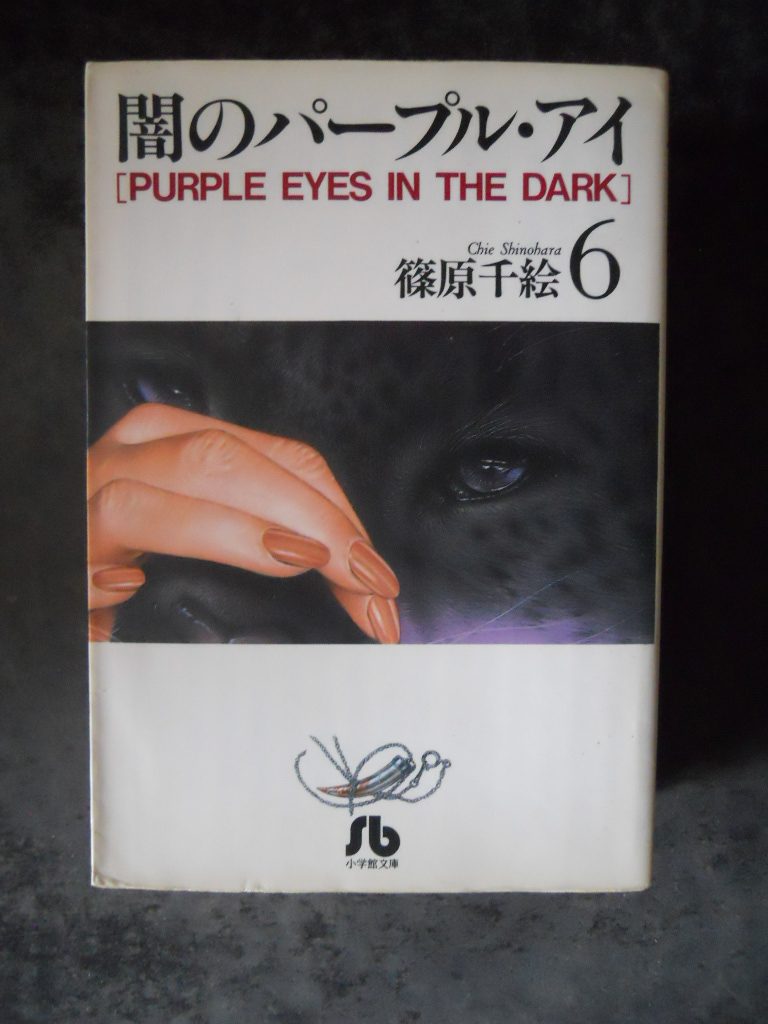 闇のパープル・アイ
[PURPLE EYES IN THE DARK]
Chie Shinohara
篠原千絵 6
sb
小学館文庫